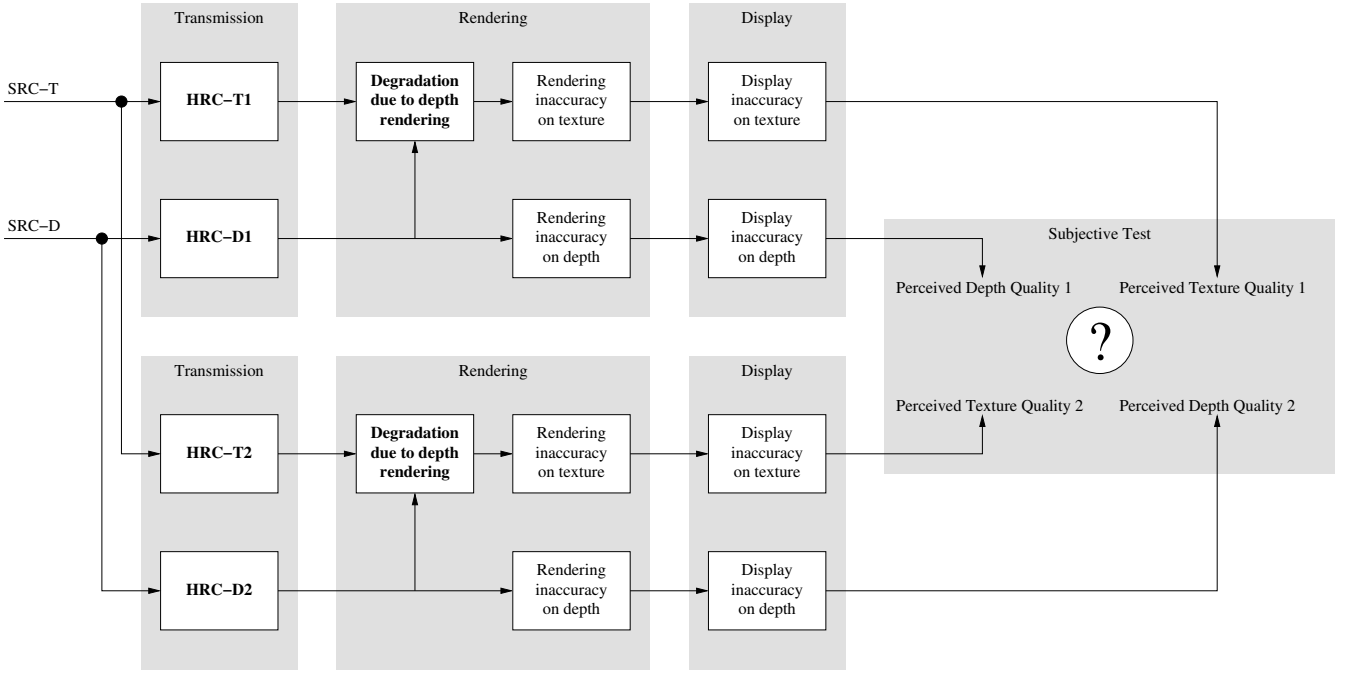 Transmission
Rendering
Display
SRC−T
HRC−T1
Degradation
due to depth
rendering
Rendering
inaccuracy
on texture
Display
inaccuracy
on texture
SRC−D
HRC−D1
Rendering
inaccuracy
on depth
Display
inaccuracy
on depth
Subjective Test
Perceived Depth Quality 1
Perceived Texture Quality 1
?
Perceived Texture Quality 2
Perceived Depth Quality 2
Transmission
Rendering
Display
HRC−T2
Degradation
due to depth
rendering
Rendering
inaccuracy
on texture
Display
inaccuracy
on texture
HRC−D2
Rendering
inaccuracy
on depth
Display
inaccuracy
on depth